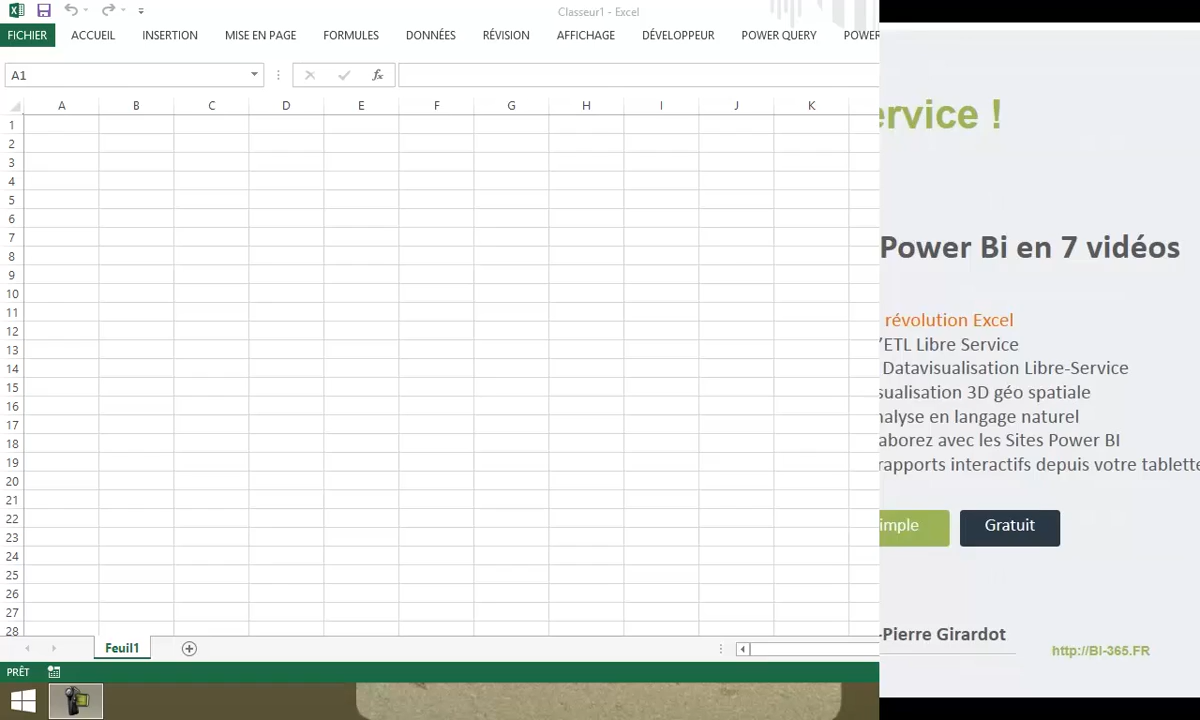 Classeur1 - Excel
FICHIER ACCUEIL INSERTION MISE EN PAGE FORMULES DONNÉES RÉVISION AFFICHAGE DÉVELOPPEUR POWER QUERY POWER
A1 fx
A B C D E F G H I J K
1
2
3
4
5
6
7
8
9
10
11
12
13
14
15
16
17
18
19
20
21
22
23
24
25
26
27
28
Feuil1
PRÊT
ervice !
Power Bi en 7 vidéos
révolution Excel
'ETL Libre Service
Datavisualisation Libre-Service
sualisation 3D géo spatiale
nalyse en langage naturel
aborez avec les Sites Power BI
rapports interactifs depuis votre tablette
imple
Gratuit
-Pierre Girardot
http://BI-365.FR